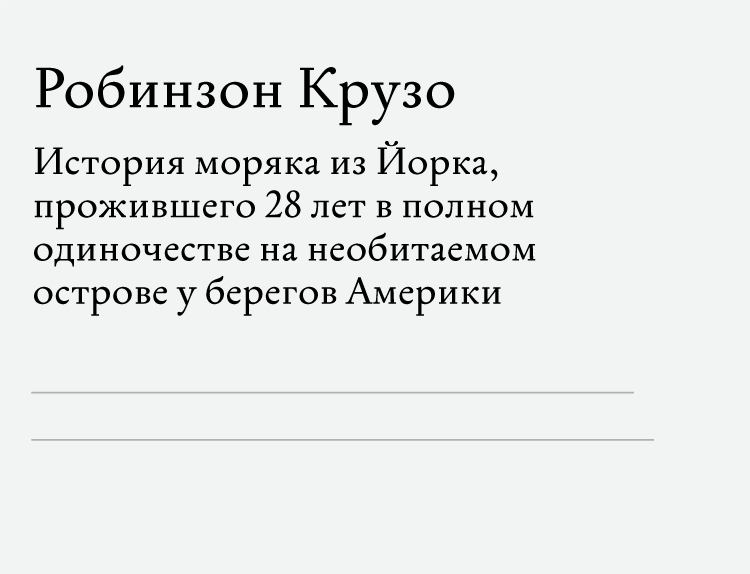 Робинзон Крузо
История моряка из Йорка,
прожившего 28 лет в полном
одиночестве на необитаемом
острове у берегов Америки